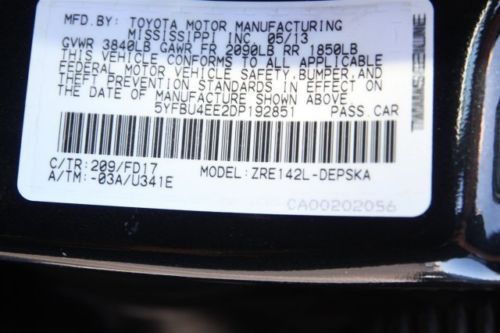 MFD.BY: TOYOTA MOTOR MANUFACTURING
MISSISSIPPI INC. 05/13
GVWR 3840LB GAWR FR 2090LB RR 1850LB
THIS VEHICLE CONFORMS TO ALL APPLICABLE
FEDERAL MOTOR VEHICLE SAFETY, BUMPER, AND
THEFT PREVENTION STANDARDS IN EFFECT ON
THE DATE OF MANUFACTURE SHOWN ABOVE.
5YFBU4EE2DP192851 PASS.CAR
C/TR: 209/FD17 MODEL: ZRE142L-DEPSKA
A/TM: -03A/U341E
CA00202056